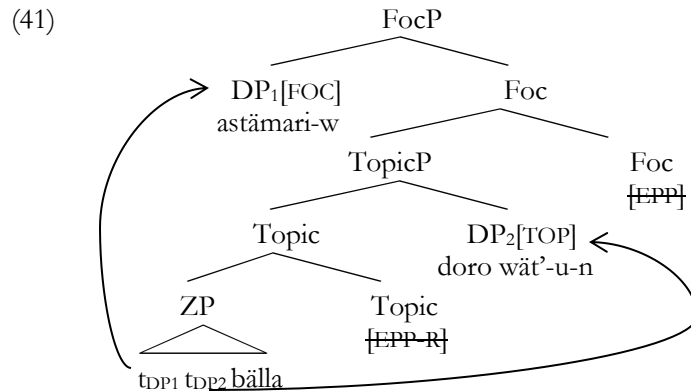 (41) FocP
DP₁[FOC] Foc
astämari-w
TopicP Foc
[EPP]
Topic DP₂[TOP]
doro wät’-u-n
ZP Topic
[EPP-R]
tDP1 tDP2 bälla